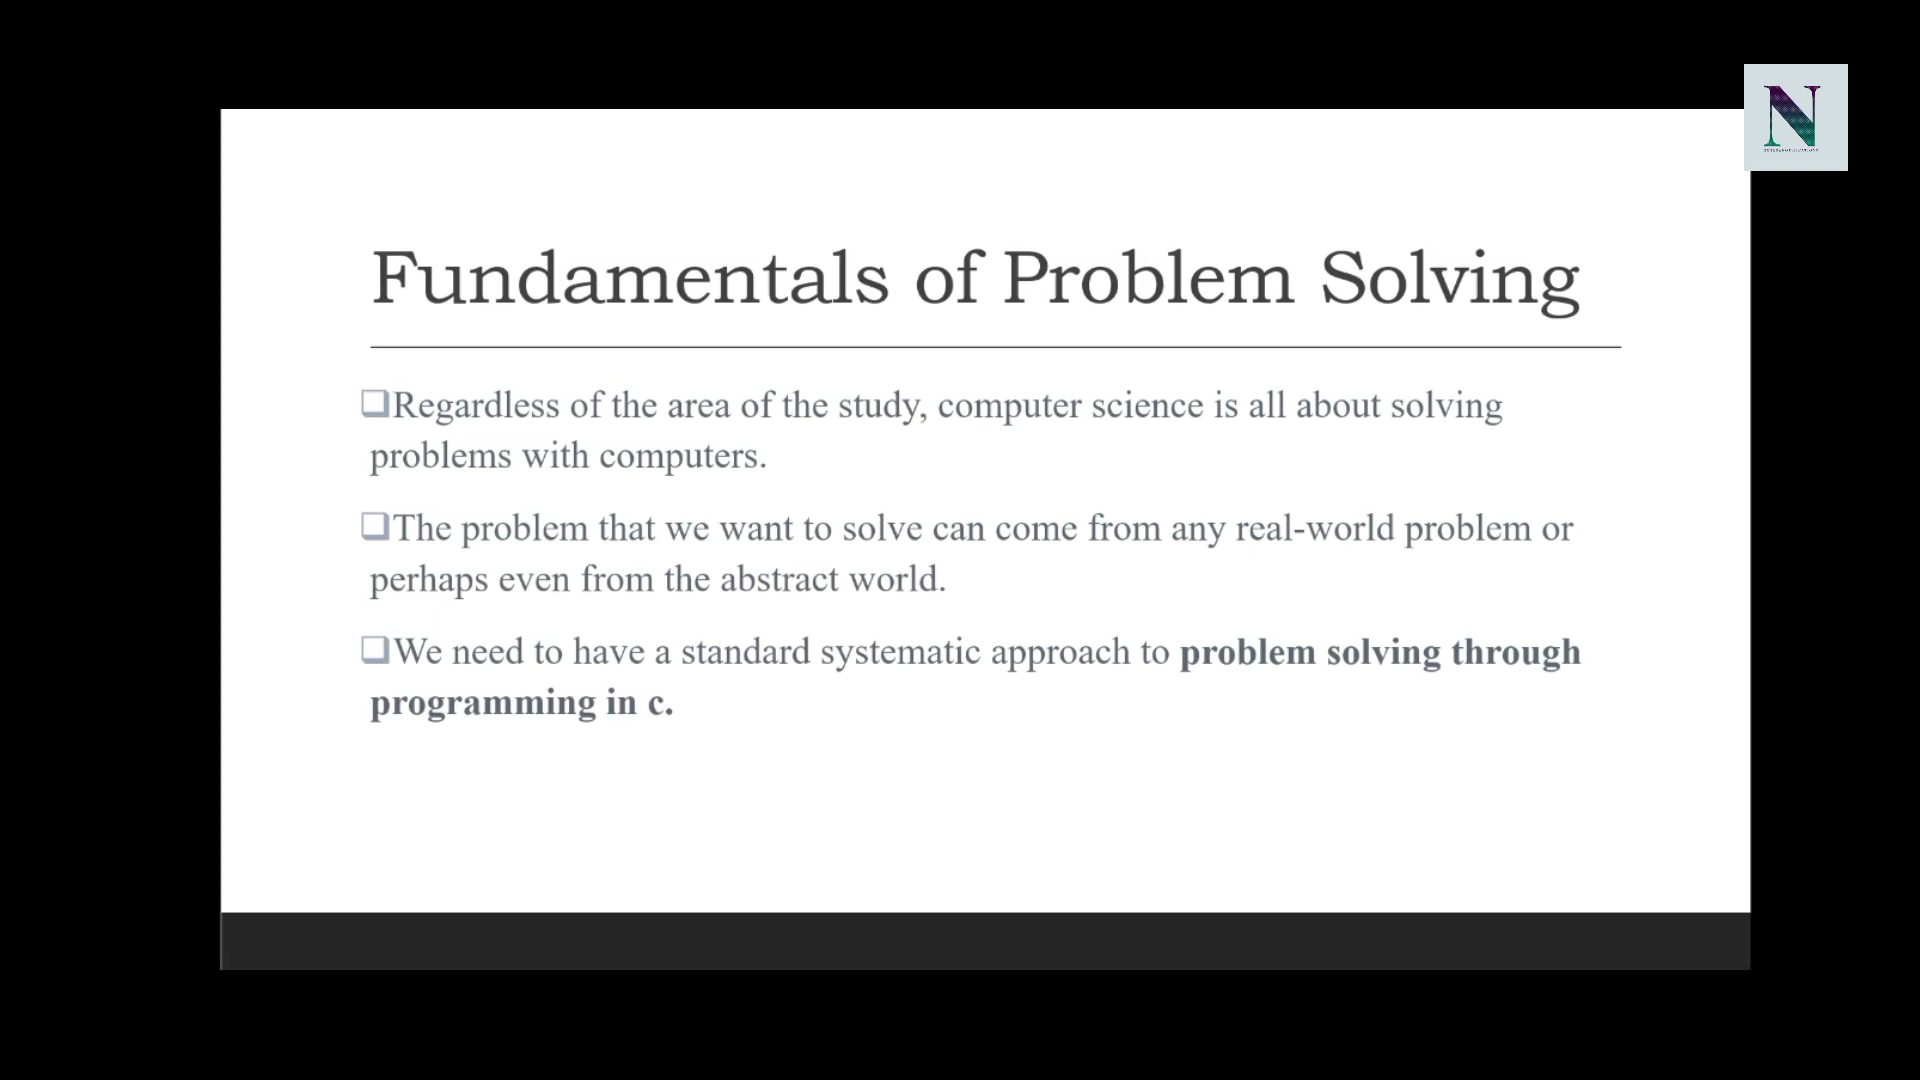 N
Fundamentals of Problem Solving
❑Regardless of the area of the study, computer science is all about solving
problems with computers.
❑The problem that we want to solve can come from any real-world problem or
perhaps even from the abstract world.
❑We need to have a standard systematic approach to problem solving through
programming in c.